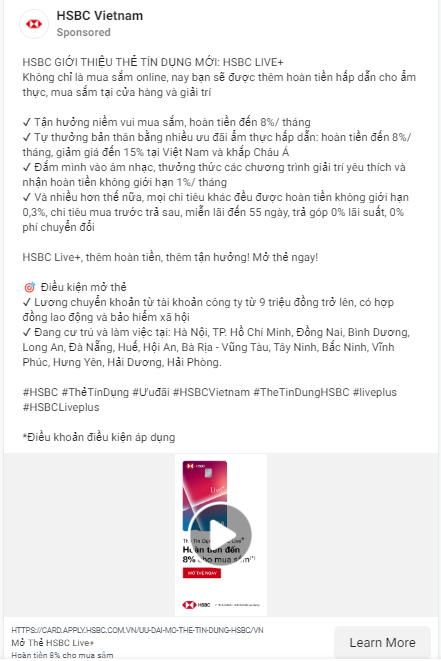 HSBC Vietnam
Sponsored
HSBC GIỚI THIỆU THẺ TÍN DỤNG MỚI: HSBC LIVE+
Không chỉ là mua sắm online, nay bạn sẽ được thêm hoàn tiền hấp dẫn cho ẩm
thực, mua sắm tại cửa hàng và giải trí
✓ Tận hưởng niềm vui mua sắm, hoàn tiền đến 8%/ tháng
✓ Tự thưởng bản thân bằng nhiều ưu đãi ẩm thực hấp dẫn: hoàn tiền đến 8%/
tháng, giảm giá đến 15% tại Việt Nam và khắp Châu Á
✓ Đắm mình vào âm nhạc, thưởng thức các chương trình giải trí yêu thích và
nhận hoàn tiền không giới hạn 1%/ tháng
✓ Và nhiều hơn thế nữa, mọi chi tiêu khác đều được hoàn tiền không giới hạn
0,3%, chi tiêu mua trước trả sau, miễn lãi đến 55 ngày, trả góp 0% lãi suất, 0%
phí chuyển đổi
HSBC Live+, thêm hoàn tiền, thêm tận hưởng! Mở thẻ ngay!
🎯 Điều kiện mở thẻ
✓ Lương chuyển khoản từ tài khoản công ty từ 9 triệu đồng trở lên, có hợp
đồng lao động và bảo hiểm xã hội
✓ Đang cư trú và làm việc tại: Hà Nội, TP. Hồ Chí Minh, Đồng Nai, Bình Dương,
Long An, Đà Nẵng, Huế, Hội An, Bà Rịa - Vũng Tàu, Tây Ninh, Bắc Ninh, Vĩnh
Phúc, Hưng Yên, Hải Dương, Hải Phòng.
#HSBC #ThẻTínDụng #Ưuđãi #HSBCVietnam #TheTinDungHSBC #liveplus
#HSBCLiveplus
*Điều khoản điều kiện áp dụng
HSBC
Live+
Hoàn tiền đến
8% cho mua sắm(*)
MỞ THẺ NGAY
HSBC
HTTPS://CARD.APPLY.HSBC.COM.VN/UU-DAI-MO-THE-TIN-DUNG-HSBC/VN
Mở Thẻ HSBC Live+
Hoàn tiền 8% cho mua sắm
Learn More